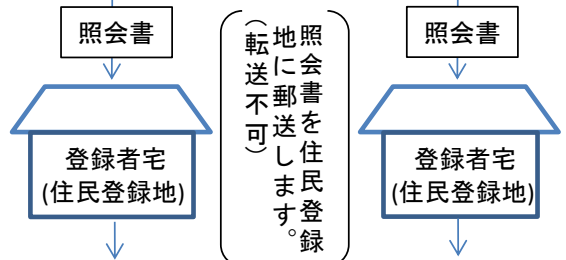 照会書
登録者宅
(住民登録地)
照会書を住民登録
地に郵送します。
(転送不可)
照会書
登録者宅
(住民登録地)